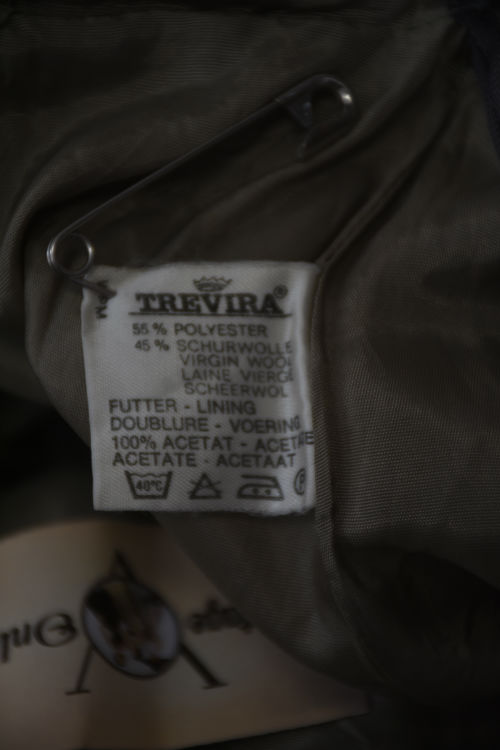 TREVIRA®
55 % POLYESTER
45 % SCHURWOLLE
VIRGIN WOOL
LAINE VIERGE
SCHEERWOL
FUTTER - LINING
DOUBLURE - VOERING
100% ACETAT - ACETATE
ACETATE - ACETAAT
40°C P